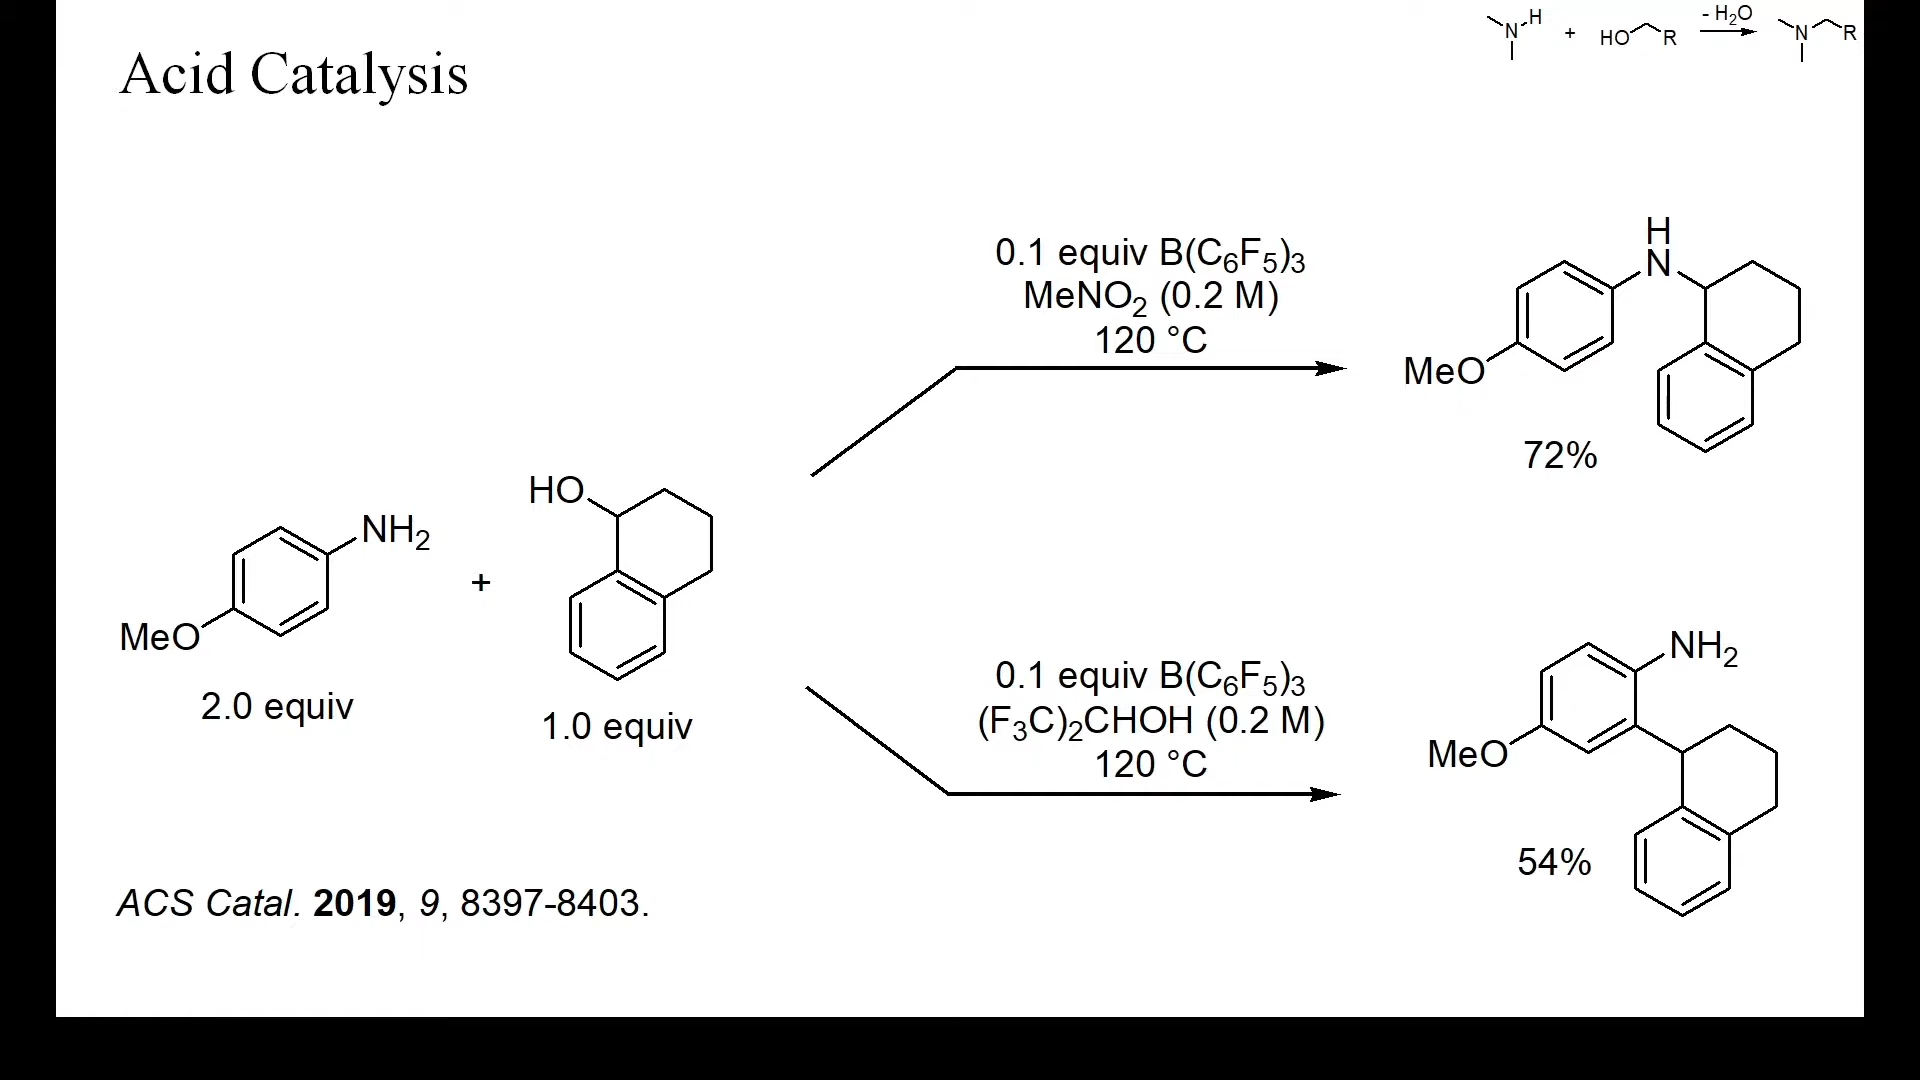 N H + HO R - H2O N R
Acid Catalysis
0.1 equiv B(C6F5)3
MeNO2 (0.2 M)
120 °C
H
N
MeO
72%
HO
NH2
MeO
+
2.0 equiv
1.0 equiv
0.1 equiv B(C6F5)3
(F3C)2CHOH (0.2 M)
120 °C
NH2
MeO
54%
ACS Catal. 2019, 9, 8397-8403.